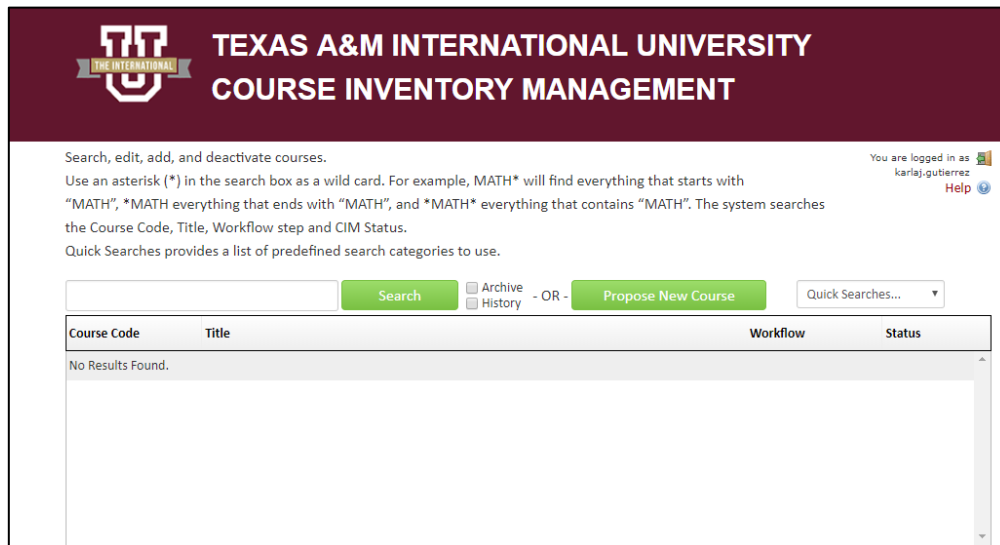 THE INTERNATIONAL
TEXAS A&M INTERNATIONAL UNIVERSITY
COURSE INVENTORY MANAGEMENT
Search, edit, add, and deactivate courses.
Use an asterisk (*) in the search box as a wild card. For example, MATH* will find everything that starts with
“MATH”, *MATH everything that ends with “MATH”, and *MATH* everything that contains “MATH”. The system searches
the Course Code, Title, Workflow step and CIM Status.
Quick Searches provides a list of predefined search categories to use.
You are logged in as
karlaj.gutierrez
Help
Search
Archive
History
- OR -
Propose New Course
Quick Searches...
Course Code Title Workflow Status
No Results Found.